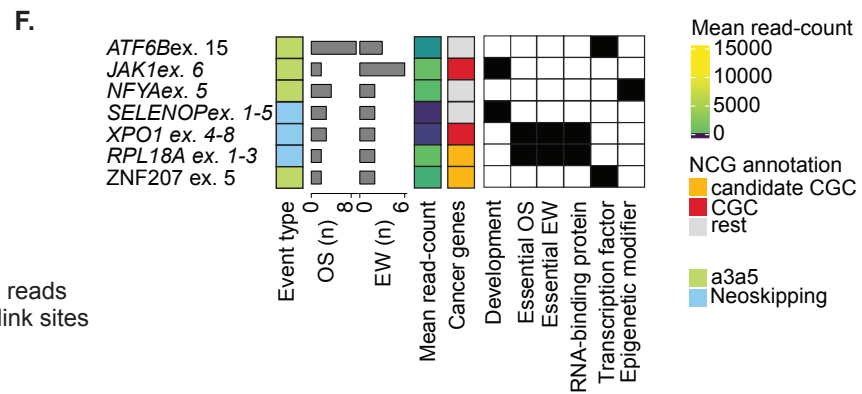 F.
ATF6Bex. 15
JAK1ex. 6
NFYAex. 5
SELENOPex. 1-5
XPO1 ex. 4-8
RPL18A ex. 1-3
ZNF207 ex. 5
0 8 0 6
Event type
OS (n)
EW (n)
Mean read-count
Cancer genes
Development
Essential OS
Essential EW
RNA-binding protein
Transcription factor
Epigenetic modifier
reads
link sites
Mean read-count
15000
10000
5000
0
NCG annotation
candidate CGC
CGC
rest
a3a5
Neoskipping